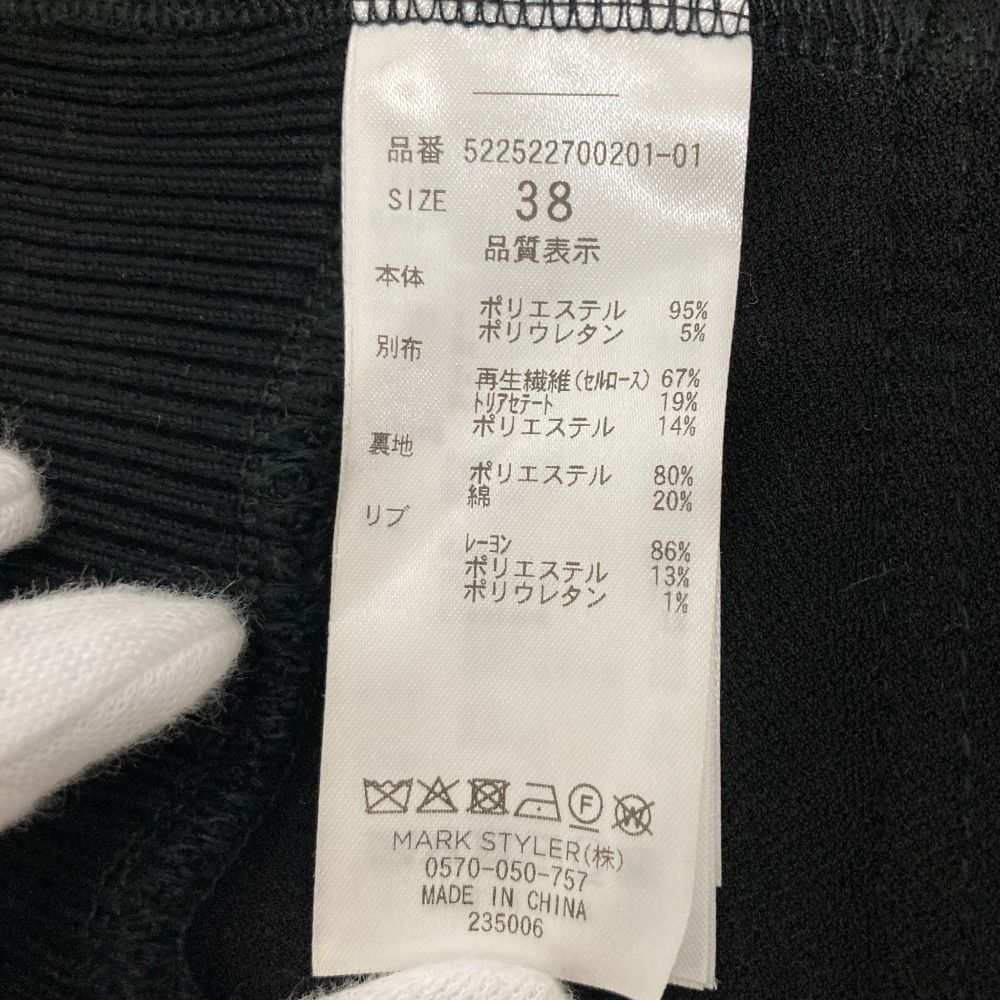 品番 522522700201-01
SIZE 38
品質表示
本体
ポリエステル 95%
ポリウレタン 5%
別布
再生繊維(ｾﾙﾛｰｽ) 67%
ﾄﾘｱｾﾃｰﾄ 19%
ポリエステル 14%
裏地
ポリエステル 80%
綿 20%
リブ
ﾚｰﾖﾝ 86%
ポリエステル 13%
ポリウレタン 1%
F W
MARK STYLER(株)
0570-050-757
MADE IN CHINA
235006